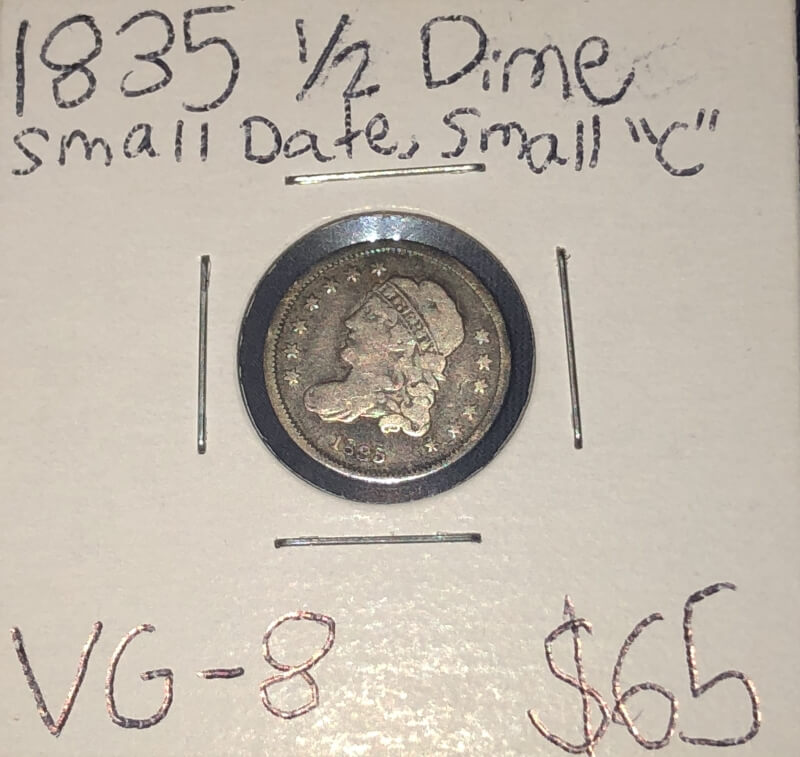 1835 1/2 Dime
Small Date, Small "C"
LIBERTY
1835
VG-8
$65